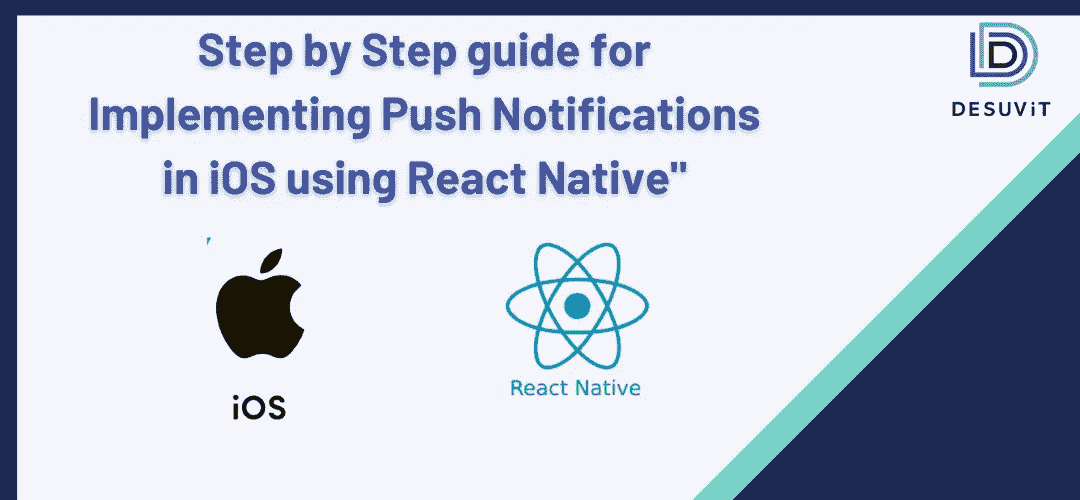 Step by Step guide for
Implementing Push Notifications
in iOS using React Native"
DESUViT
iOS
React Native